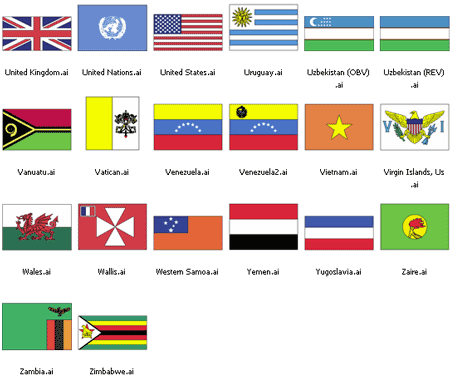 United Kingdom.ai
United Nations.ai
United States.ai
Uruguay.ai
Uzbekistan (OBV)
.ai
Uzbekistan (REV)
.ai
Vanuatu.ai
Vatican.ai
Venezuela.ai
Venezuela2.ai
Vietnam.ai
V I
Virgin Islands, Us
.ai
Wales.ai
Wallis.ai
Western Samoa.ai
Yemen.ai
Yugoslavia.ai
Zaire.ai
Zambia.ai
Zimbabwe.ai